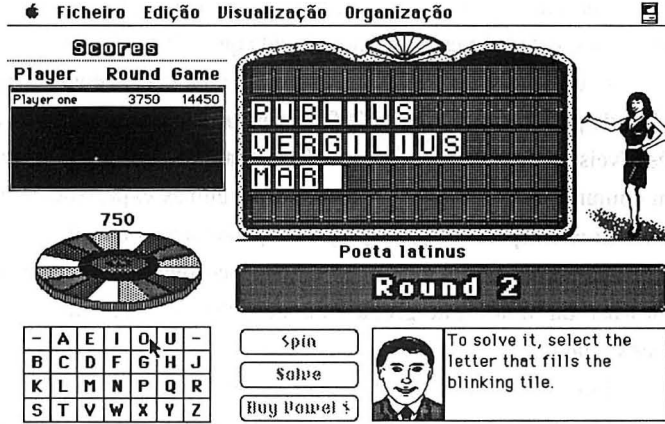 Ficheiro Edição Visualização Organização
Scores
Player Round Game
Player one 3750 14450
PUBLIUS
VERGILIUS
MAR
750
Poeta latinus
Round 2
- A E I O U -
B C D F G H J
K L M N P Q R
S T V W X Y Z
Spin
Solve
Buy Vowel $
To solve it, select the
letter that fills the
blinking tile.